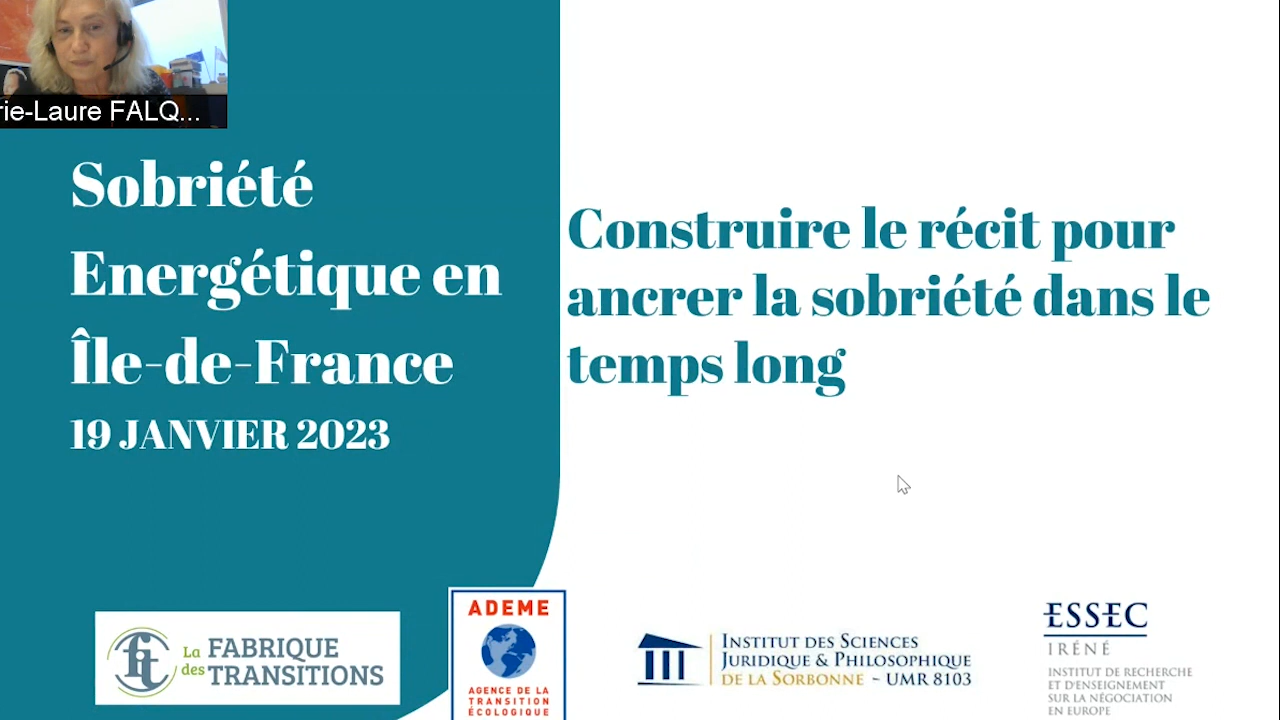 rie-Laure FALQ...
Sobriété
Energétique en
Île-de-France
19 JANVIER 2023
Construire le récit pour
ancrer la sobriété dans le
temps long
fit
La FABRIQUE
des TRANSITIONS
ADEME
AGENCE DE LA
TRANSITION
ÉCOLOGIQUE
INSTITUT DES SCIENCES
JURIDIQUE & PHILOSOPHIQUE
DE LA SORBONNE ~ UMR 8103
ESSEC
IRÉNÉ
INSTITUT DE RECHERCHE
ET D'ENSEIGNEMENT
SUR LA NÉGOCIATION
EN EUROPE